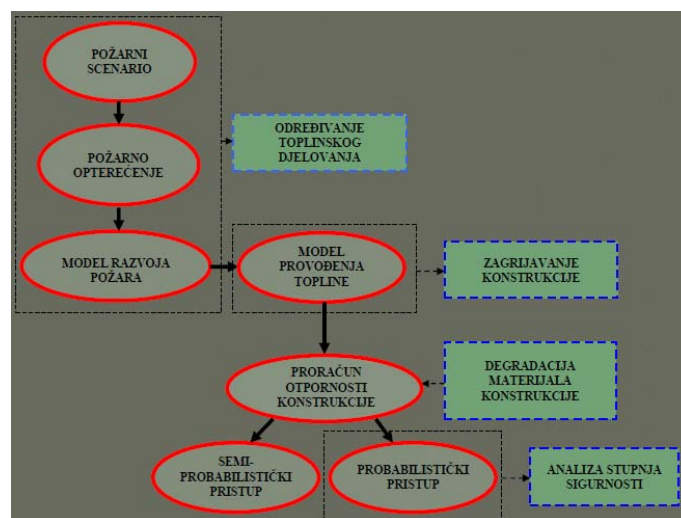 POŽARNI
SCENARIO
POŽARNO
OPTEREĆENJE
ODREĐIVANJE
TOPLINSKOG
DJELOVANJA
MODEL RAZVOJA
POŽARA
MODEL
PROVOĐENJA
TOPLINE
ZAGRIJAVANJE
KONSTRUKCIJE
PRORAČUN
OTPORNOSTI
KONSTRUKCIJE
DEGRADACIJA
MATERIJALA
KONSTRUKCIJE
SEMI-
PROBABILISTIČKI
PRISTUP
PROBABILISTIČKI
PRISTUP
ANALIZA STUPNJA
SIGURNOSTI